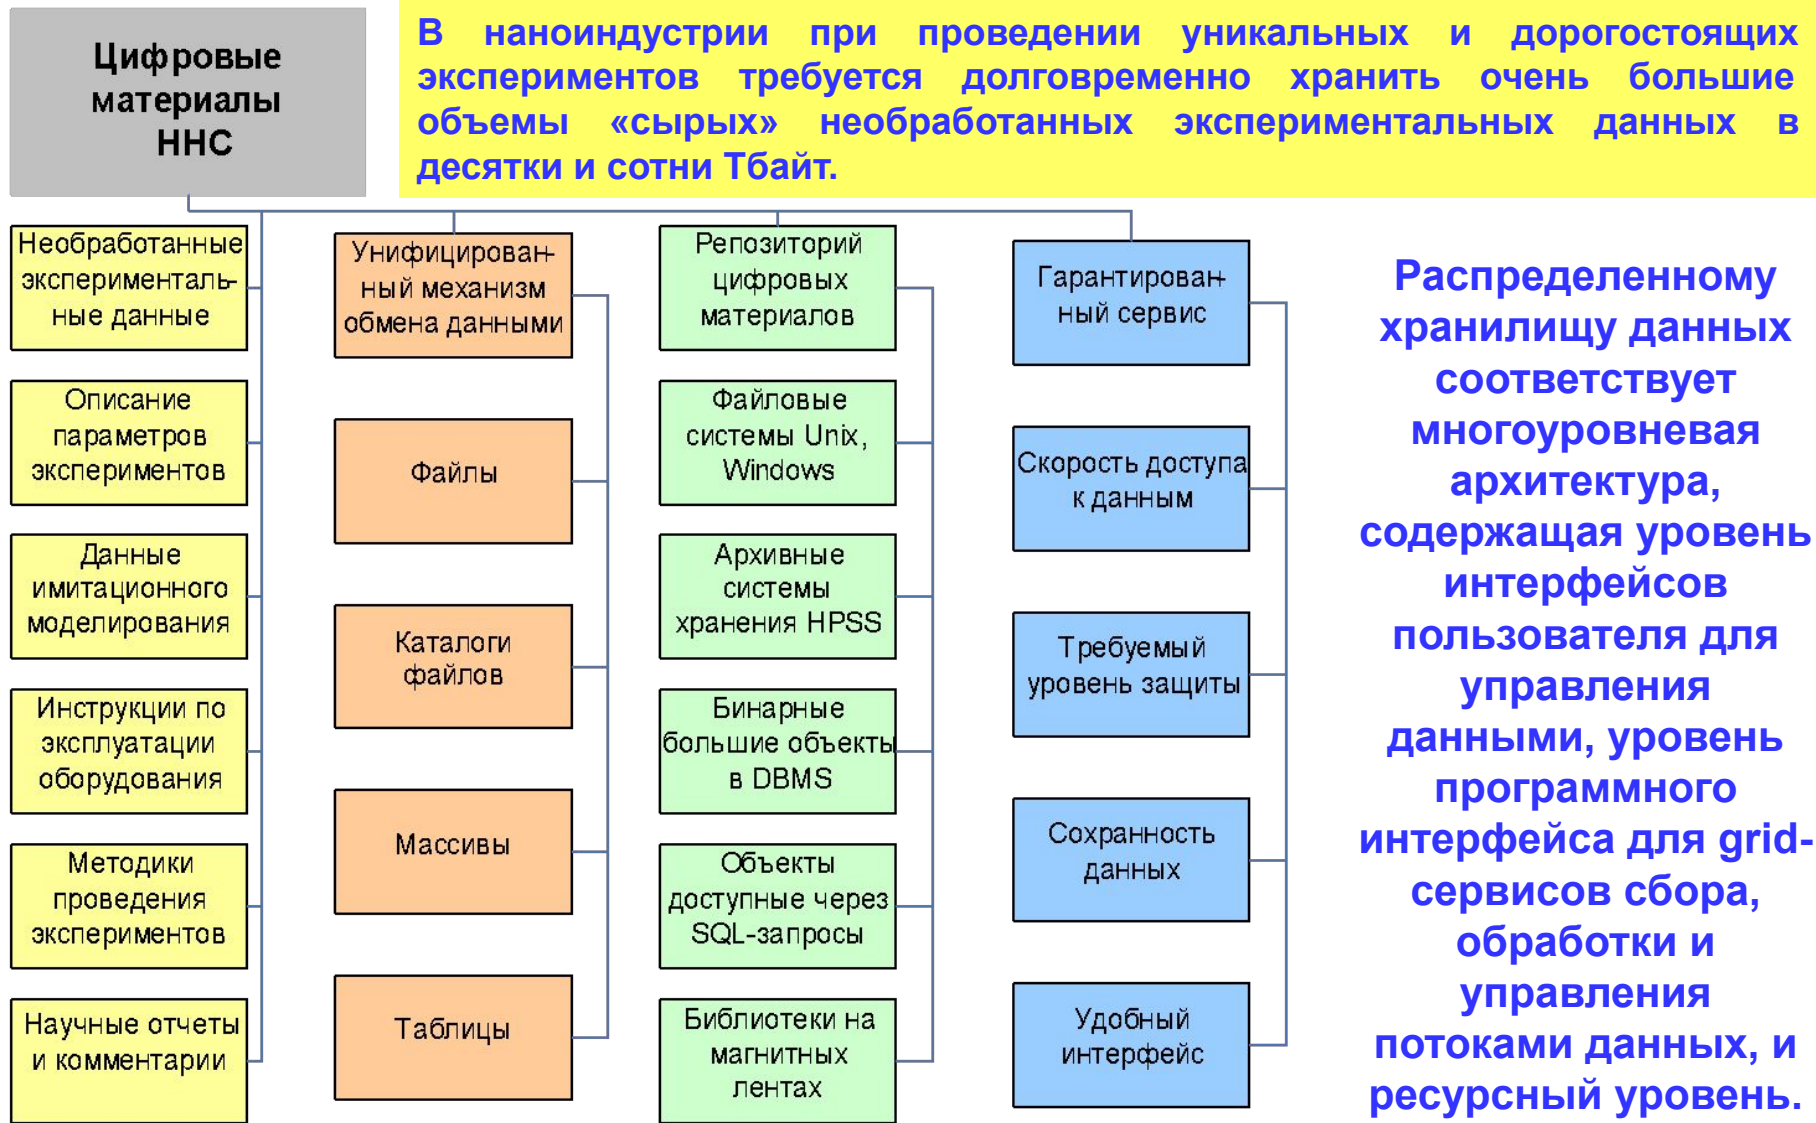 Цифровые
материалы
ННС
В наноиндустрии при проведении уникальных и дорогостоящих
экспериментов требуется долговременно хранить очень большие
объемы «сырых» необработанных экспериментальных данных в
десятки и сотни Тбайт.
Необработанные
эксперименталь-
ные данные
Описание
параметров
экспериментов
Данные
имитационного
моделирования
Инструкции по
эксплуатации
оборудования
Методики
проведения
экспериментов
Научные отчеты
и комментарии
Унифицирован-
ный механизм
обмена данными
Файлы
Каталоги
файлов
Массивы
Таблицы
Репозиторий
цифровых
материалов
Файловые
системы Unix,
Windows
Архивные
системы
хранения HPSS
Бинарные
большие объекты
в DBMS
Объекты
доступные через
SQL-запросы
Библиотеки на
магнитных
лентах
Гарантирован-
ный сервис
Скорость доступа
к данным
Требуемый
уровень защиты
Сохранность
данных
Удобный
интерфейс
Распределенному
хранилищу данных
соответствует
многоуровневая
архитектура,
содержащая уровень
интерфейсов
пользователя для
управления
данными, уровень
программного
интерфейса для grid-
сервисов сбора,
обработки и
управления
потоками данных, и
ресурсный уровень.